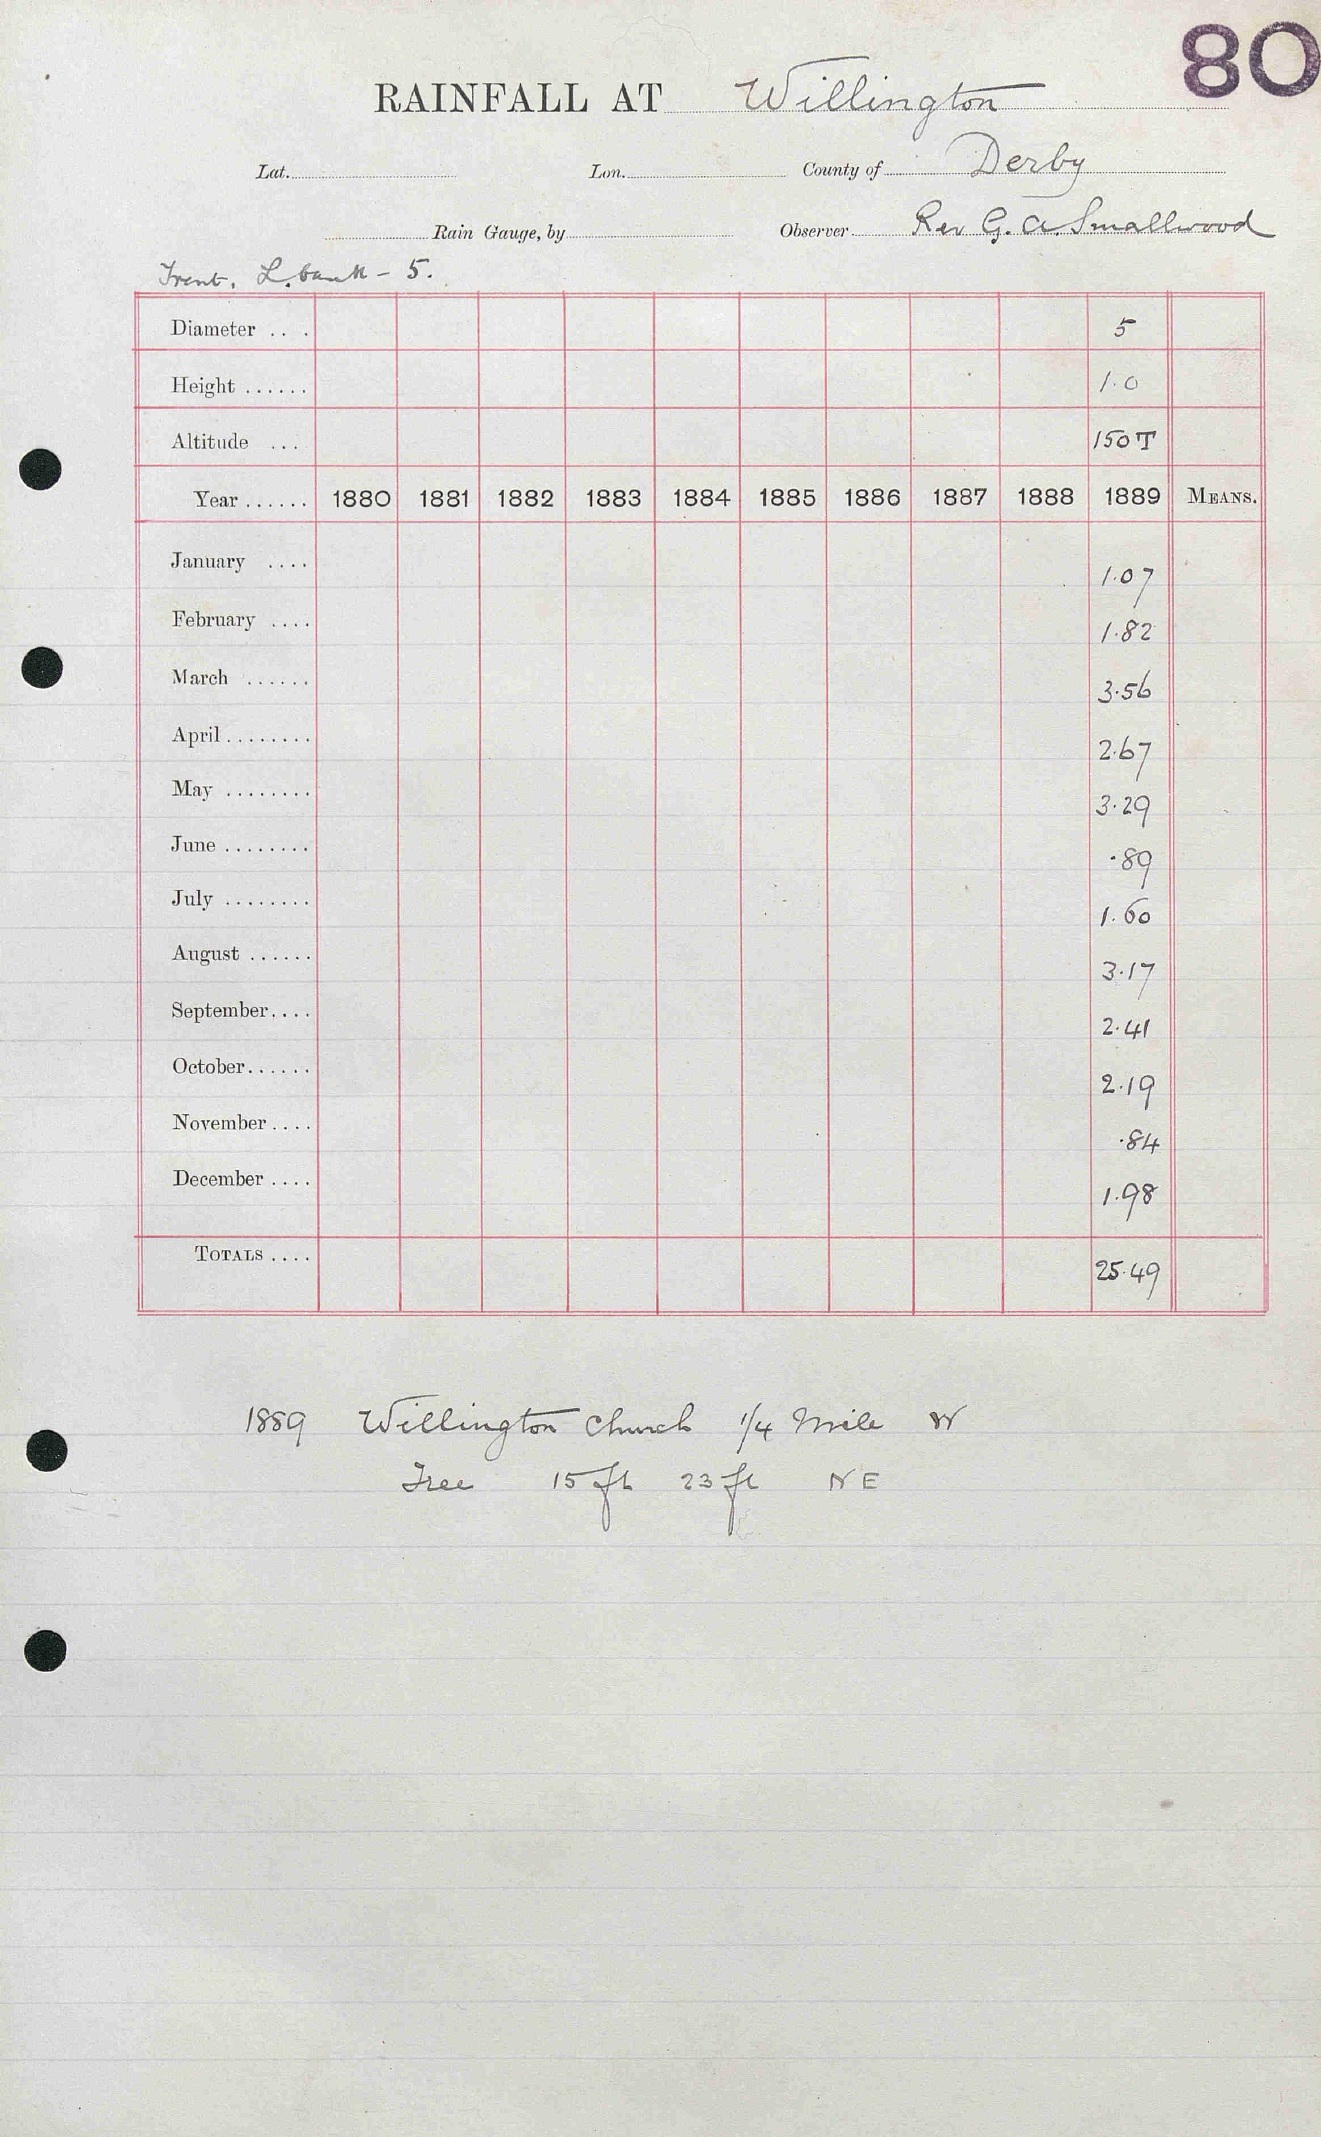 80
RAINFALL AT Willington
Lat. Lon. County of Derby
Rain Gauge, by Observer Rev G. A. Smallwood
Trent. L. bank - 5.
Diameter ... 5
Height ...... 1.0
Altitude ... 150 T
Year ...... 1880 1881 1882 1883 1884 1885 1886 1887 1888 1889 MEANS.
January .... 1.07
February .... 1.82
March ...... 3.56
April ........ 2.67
May ........ 3.29
June ........ .89
July ........ 1.60
August ...... 3.17
September.... 2.41
October...... 2.19
November .... .84
December .... 1.98
TOTALS .... 25.49
1889 Willington Church 1/4 Mile W
Tree 15 ft 23 ft NE